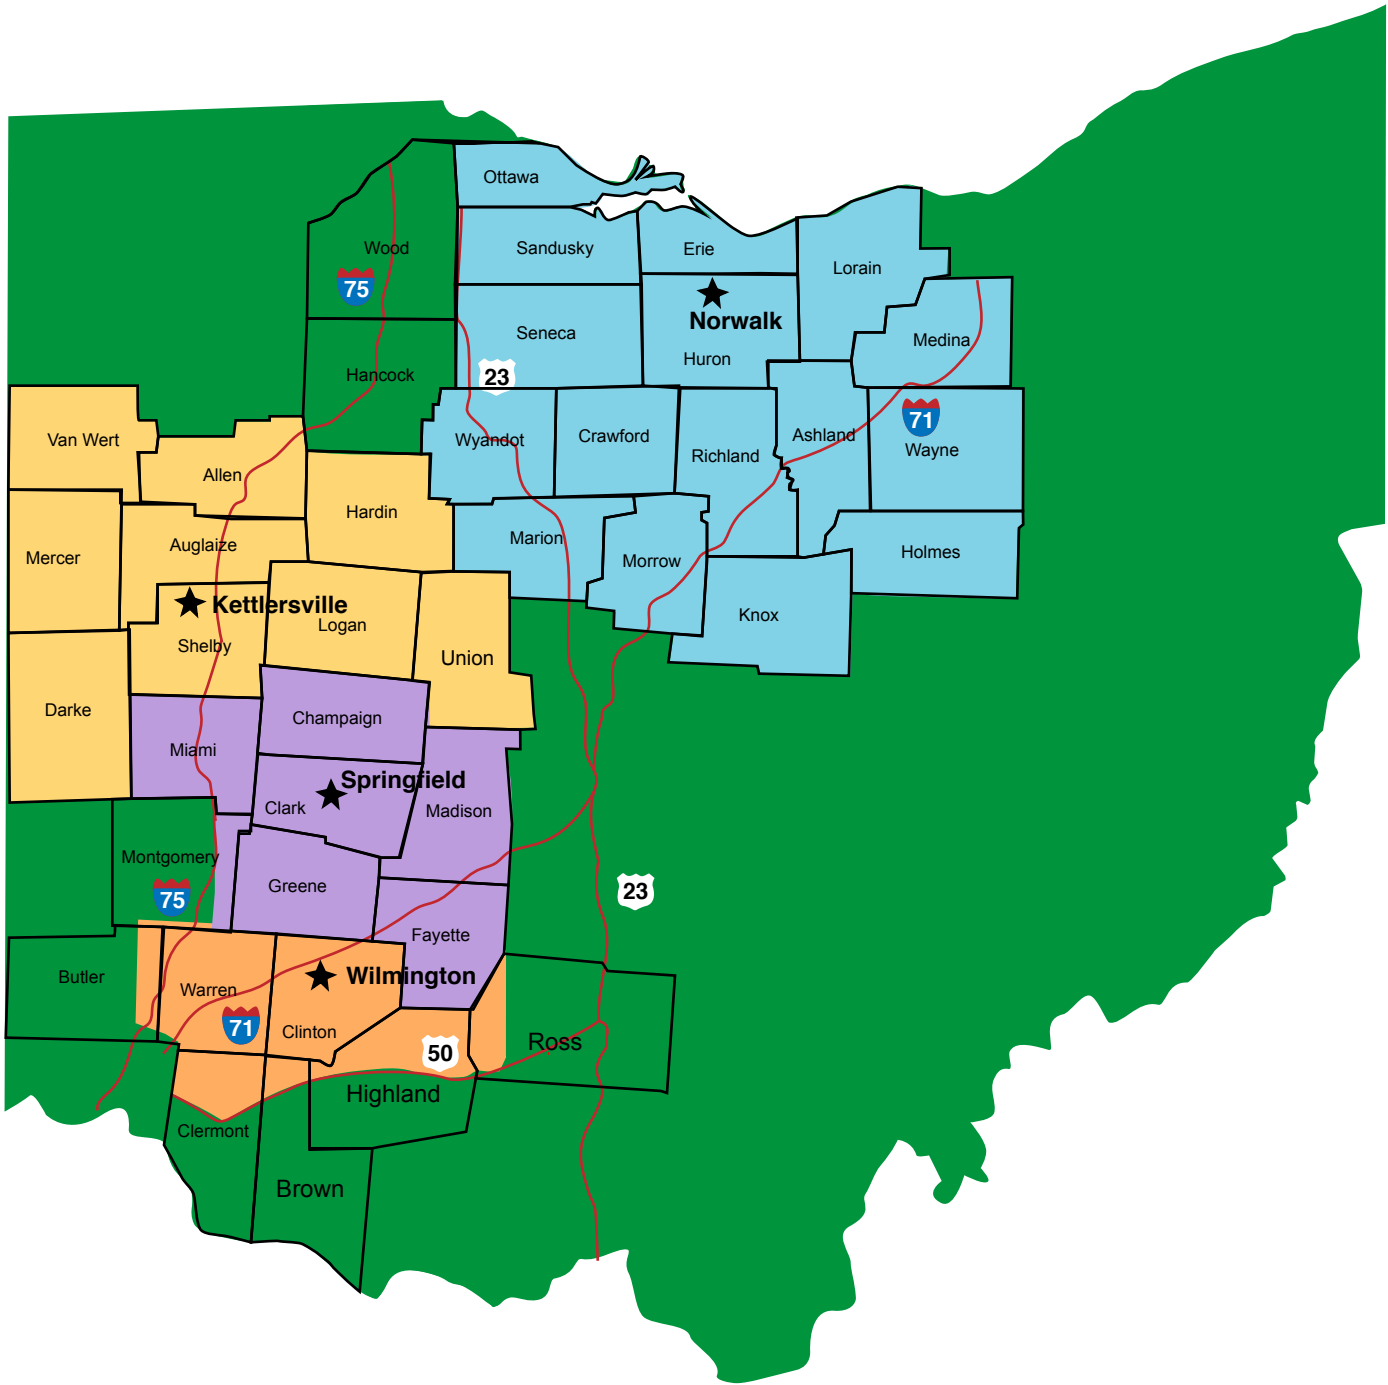 Ottawa
Wood
Sandusky
Erie
Lorain
75
Norwalk
Seneca
Medina
Huron
Hancock
23
71
Van Wert
Wyandot
Crawford
Ashland
Richland
Wayne
Allen
Hardin
Marion
Auglaize
Holmes
Mercer
Morrow
Kettlersville
Knox
Logan
Shelby
Union
Darke
Champaign
Miami
Springfield
Clark
Madison
Montgomery
Greene
23
75
Fayette
Butler
Wilmington
Warren
71
Clinton
Ross
50
Highland
Clermont
Brown